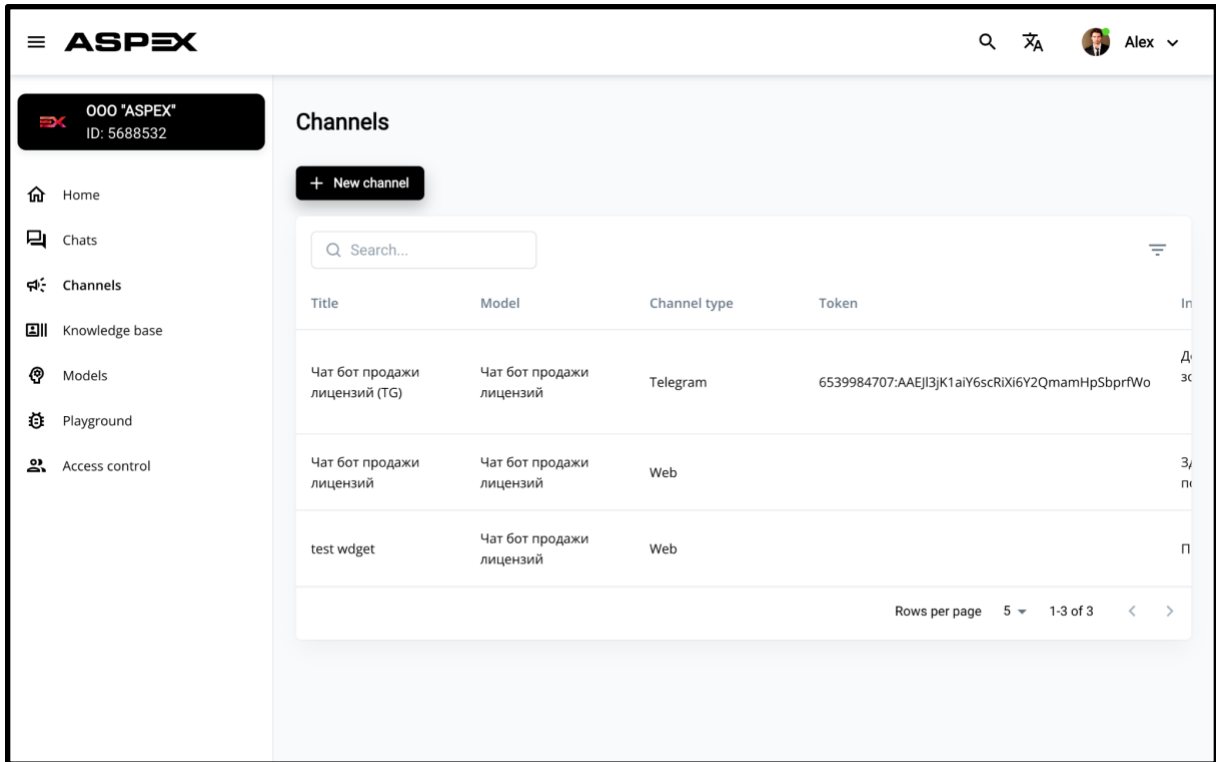 ASPEX
Alex
ООО "ASPEX"
ID: 5688532
Home
Chats
Channels
Knowledge base
Models
Playground
Access control
Channels
+ New channel
Search...
Title Model Channel type Token In
Чат бот продажи лицензий (TG) Чат бот продажи лицензий Telegram 6539984707:AAEJl3jK1aiY6scRiXi6Y2QmamHpSbprfWo
Чат бот продажи лицензий Чат бот продажи лицензий Web
test wdget Чат бот продажи лицензий Web П
Rows per page 5 1-3 of 3